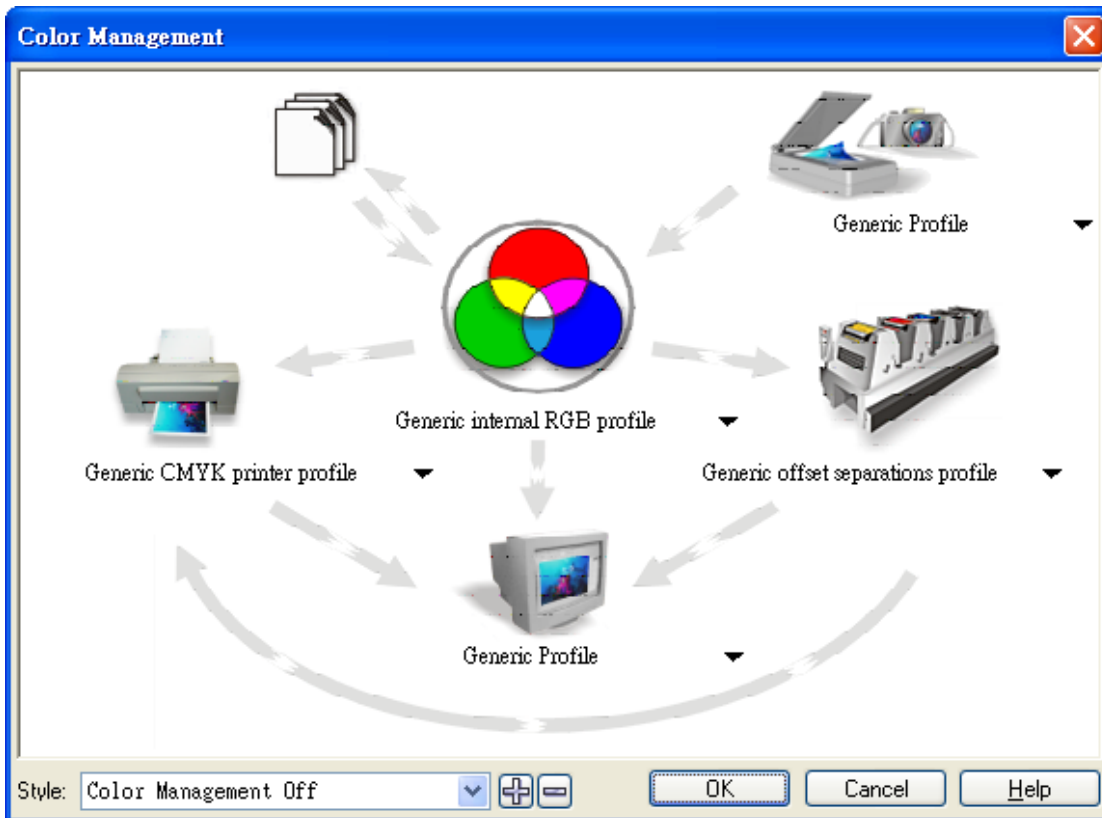 Color Management
Generic Profile
Generic internal RGB profile
Generic CMYK printer profile
Generic offset separations profile
Generic Profile
Style: Color Management Off
OK
Cancel
Help